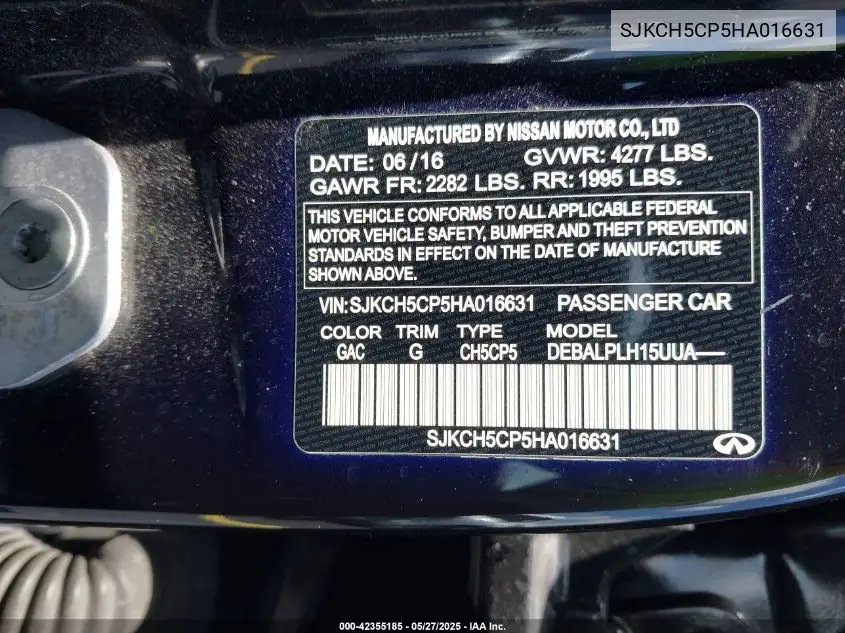 SJKCH5CP5HA016631
MANUFACTURED BY NISSAN MOTOR CO., LTD
DATE: 06/16 GVWR: 4277 LBS.
GAWR FR: 2282 LBS. RR: 1995 LBS.
THIS VEHICLE CONFORMS TO ALL APPLICABLE FEDERAL
MOTOR VEHICLE SAFETY, BUMPER AND THEFT PREVENTION
STANDARDS IN EFFECT ON THE DATE OF MANUFACTURE
SHOWN ABOVE.
VIN: SJKCH5CP5HA016631 PASSENGER CAR
COLOR TRIM TYPE MODEL
GAC G CH5CP5 DEBALPLH15UUA—
SJKCH5CP5HA016631
000-42355185 - 05/27/2025 - IAA Inc.